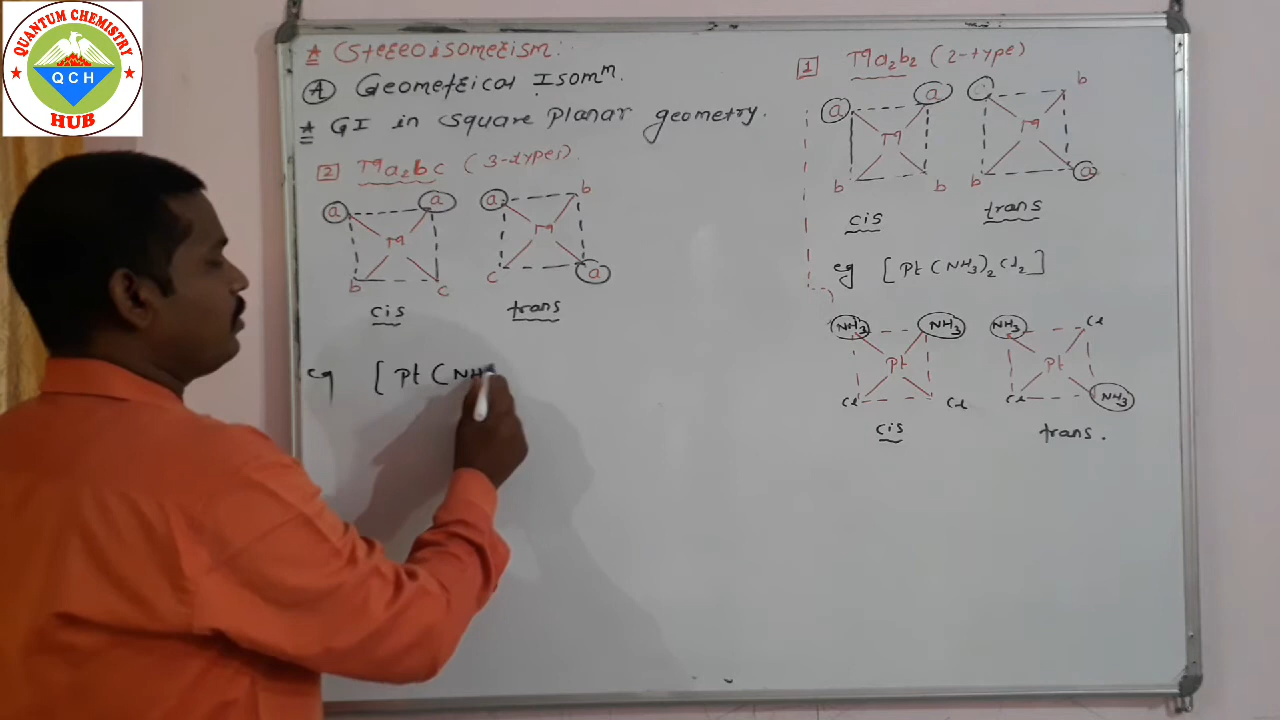 QUANTUM CHEMISTRY
QCH
HUB
* Stereoisomerism:
A Geometrical Isomm.
* GI in square planar geometry.
2 Ma2bc (3-types)
a a a b
M M
b c c a
cis trans
eg [Pt(NH
1 Ma2b2 (2-type)
a a b
M M
b b b a
cis trans
eg [Pt(NH3)2Cl2]
NH3 NH3 NH3 Cl
Pt Pt
Cl Cl Cl NH3
cis trans.